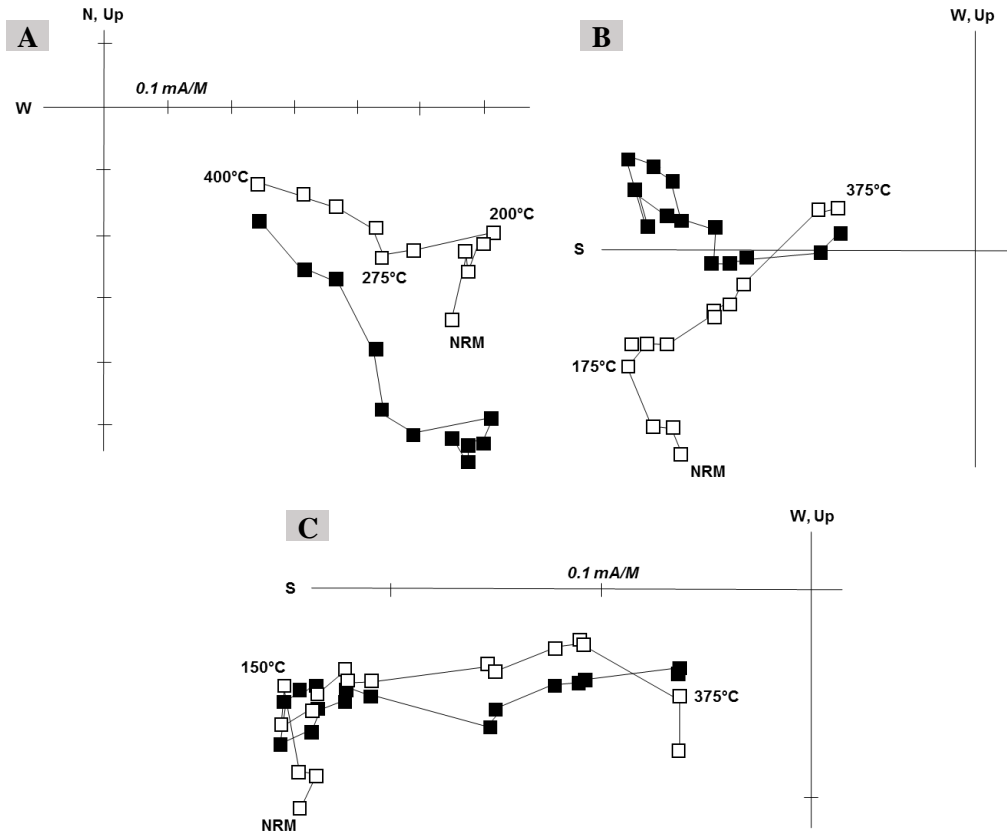 A
N, Up
0.1 mA/M
W
400°C
200°C
275°C
NRM
B
W, Up
375°C
S
175°C
NRM
C
W, Up
0.1 mA/M
S
150°C
375°C
NRM